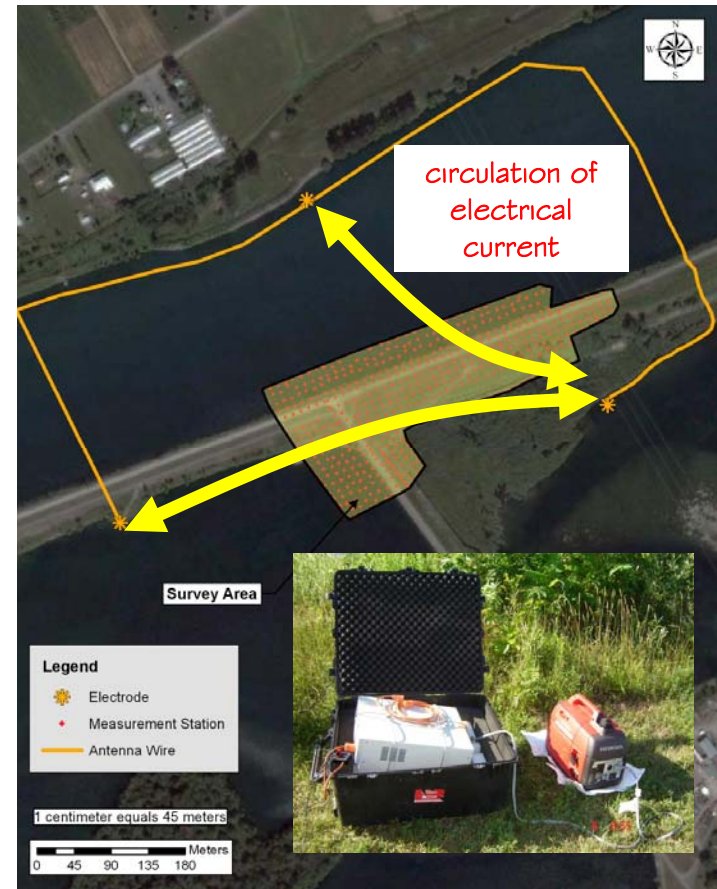 N
W E
S
circulation of
electrical
current
Survey Area
Legend
Electrode
Measurement Station
Antenna Wire
1 centimeter equals 45 meters
Meters
0 45 90 135 180
HONDA